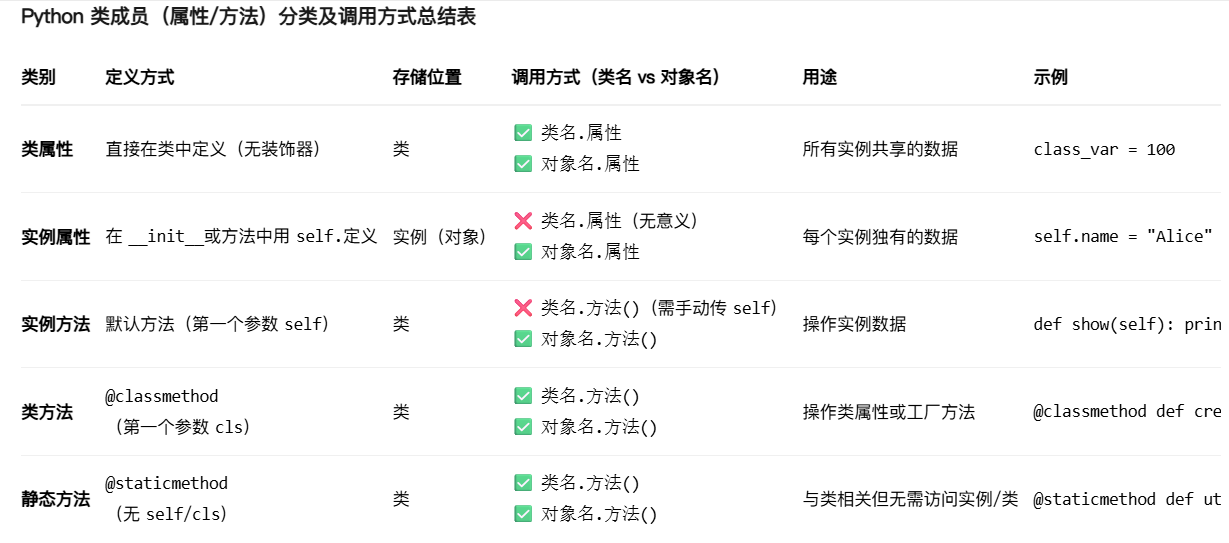 Python 类成员（属性/方法）分类及调用方式总结表
类别 定义方式 存储位置 调用方式（类名 vs 对象名） 用途 示例
类属性 直接在类中定义（无装饰器） 类 ✅ 类名.属性 所有实例共享的数据 class_var = 100
✅ 对象名.属性
实例属性 在 __init__或方法中用 self.定义 实例（对象） ❌ 类名.属性（无意义） 每个实例独有的数据 self.name = "Alice"
✅ 对象名.属性
实例方法 默认方法（第一个参数 self） 类 ❌ 类名.方法()（需手动传 self） 操作实例数据 def show(self): prin
✅ 对象名.方法()
类方法 @classmethod 类 ✅ 类名.方法() 操作类属性或工厂方法 @classmethod def cre
（第一个参数 cls） ✅ 对象名.方法()
静态方法 @staticmethod 类 ✅ 类名.方法() 与类相关但无需访问实例/类 @staticmethod def ut
（无 self/cls） ✅ 对象名.方法()